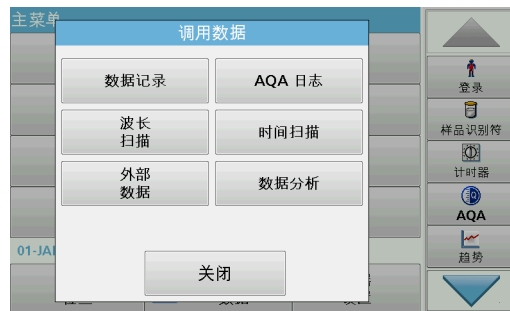 主菜单
调用数据
数据记录
AQA 日志
波长
扫描
时间扫描
外部
数据
数据分析
关闭
登录
样品识别符
计时器
AQA
趋势
01-JA